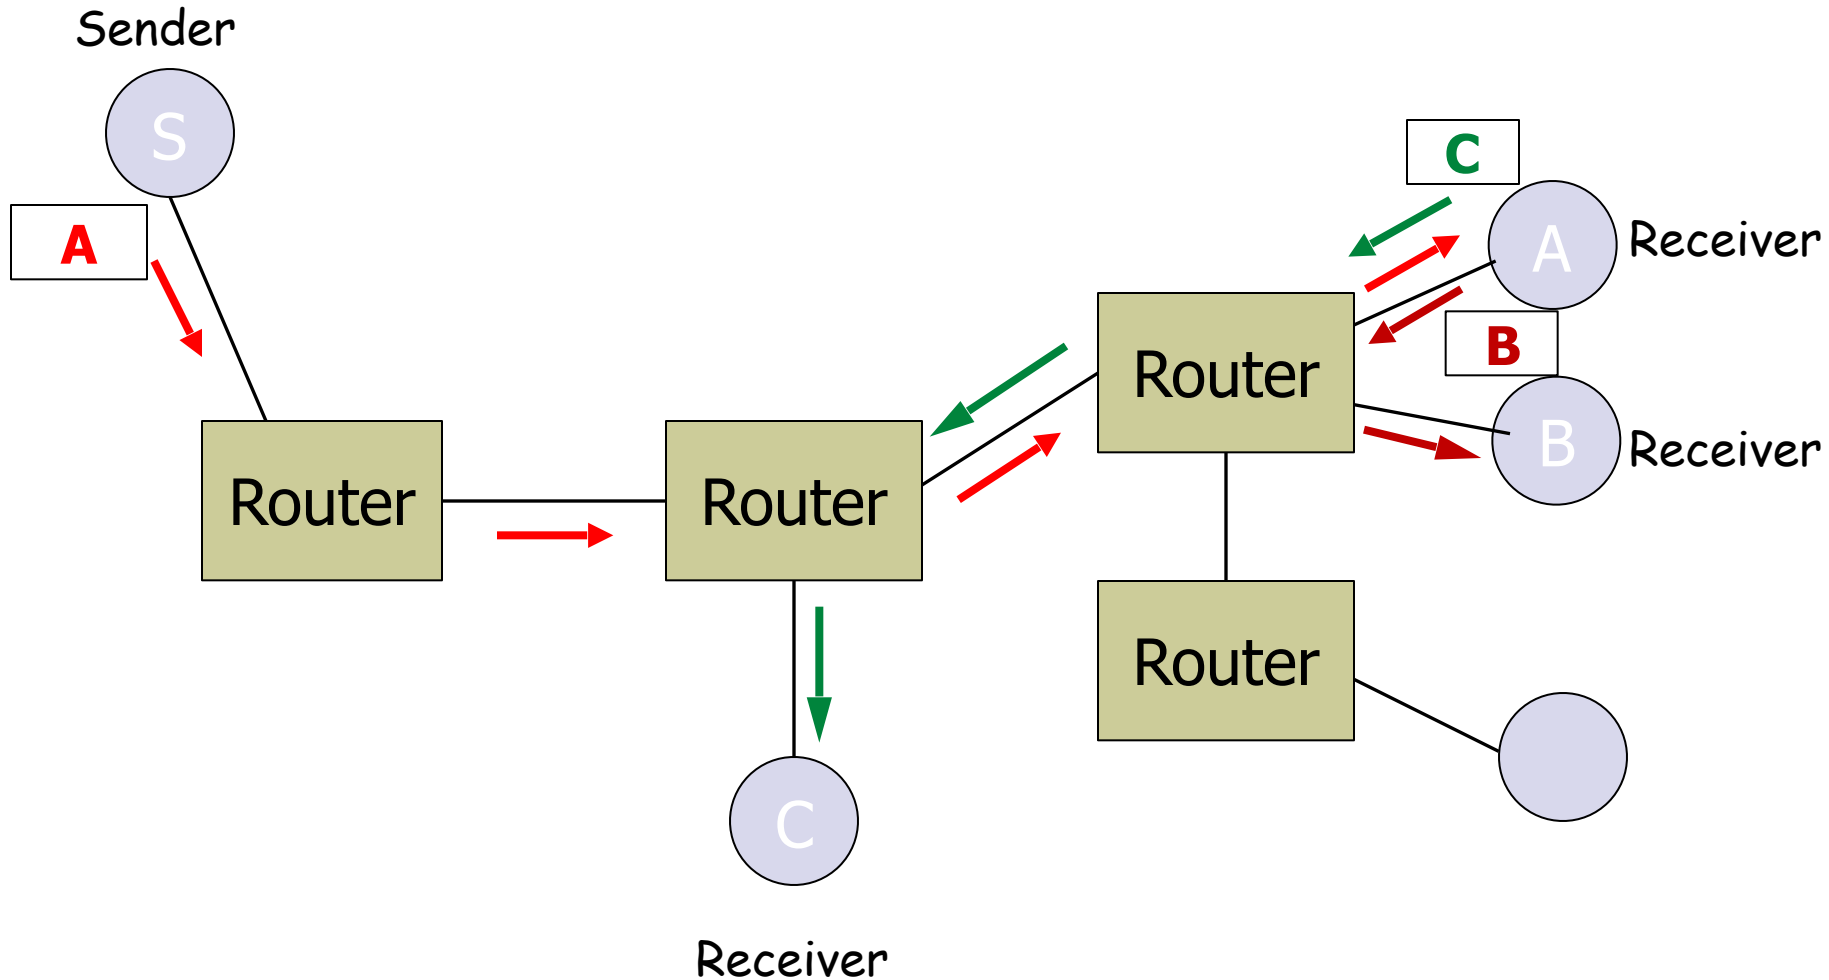 Sender
S
A
C
A
Receiver
B
Router
B
Receiver
Router
Router
Router
C
Receiver